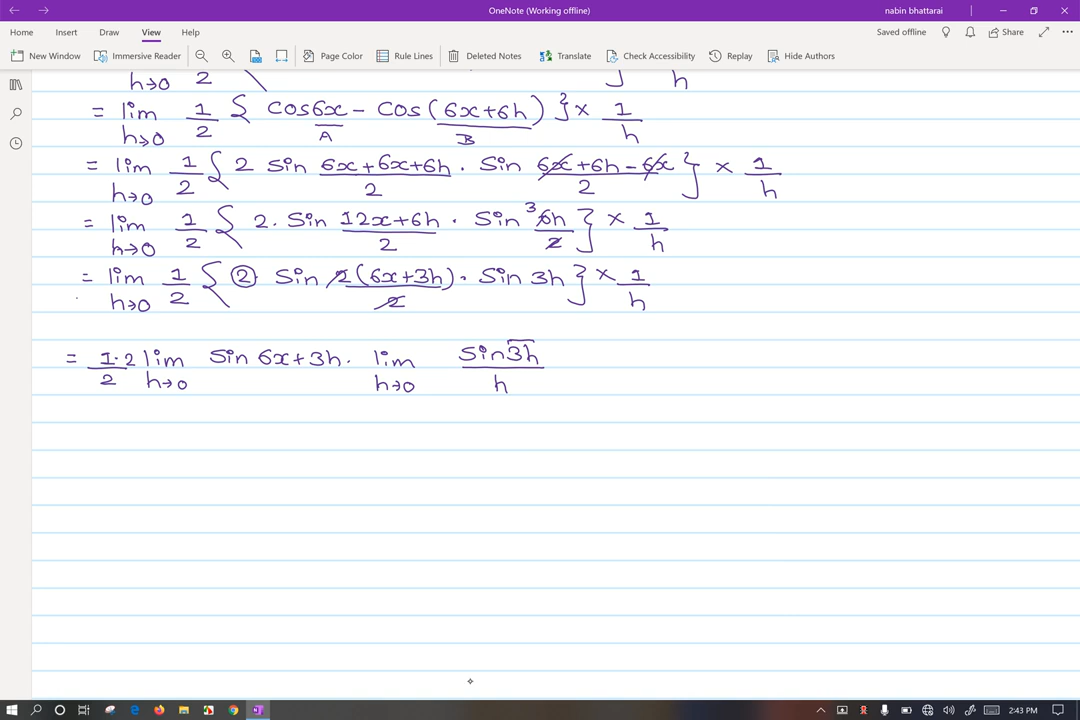 OneNote (Working offline)
nabin bhattarai
Home Insert Draw View Help
Saved offline Share
New Window Immersive Reader Page Color Rule Lines Deleted Notes Translate Check Accessibility Replay Hide Authors
h→0 2 } h
= lim 1/2 { cos6x - cos(6x+6h) } × 1/h
h→0 A B
= lim 1/2 { 2 sin 6x+6x+6h/2 · sin 6x+6h-6x/2 } × 1/h
h→0
= lim 1/2 { 2. sin 12x+6h/2 · sin 3 6h/2 } × 1/h
h→0
= lim 1/2 { 2 sin 2(6x+3h)/2 · sin 3h } × 1/h
h→0
= 1·2/2 lim sin 6x+3h · lim sin3h/h
h→0 h→0
2:43 PM